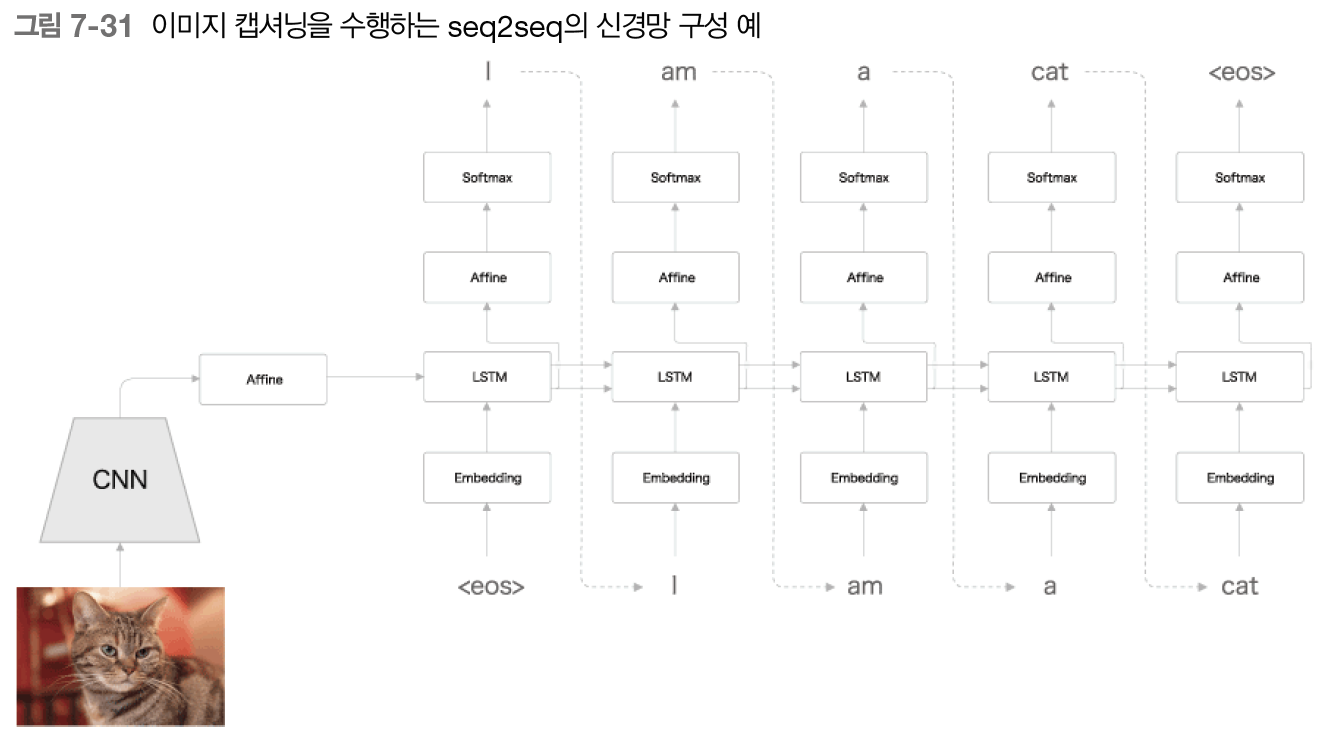 그림 7-31 이미지 캡셔닝을 수행하는 seq2seq의 신경망 구성 예
I am a cat <eos>
Softmax Softmax Softmax Softmax Softmax
Affine Affine Affine Affine Affine
Affine LSTM LSTM LSTM LSTM LSTM
CNN Embedding Embedding Embedding Embedding Embedding
<eos> I am a cat